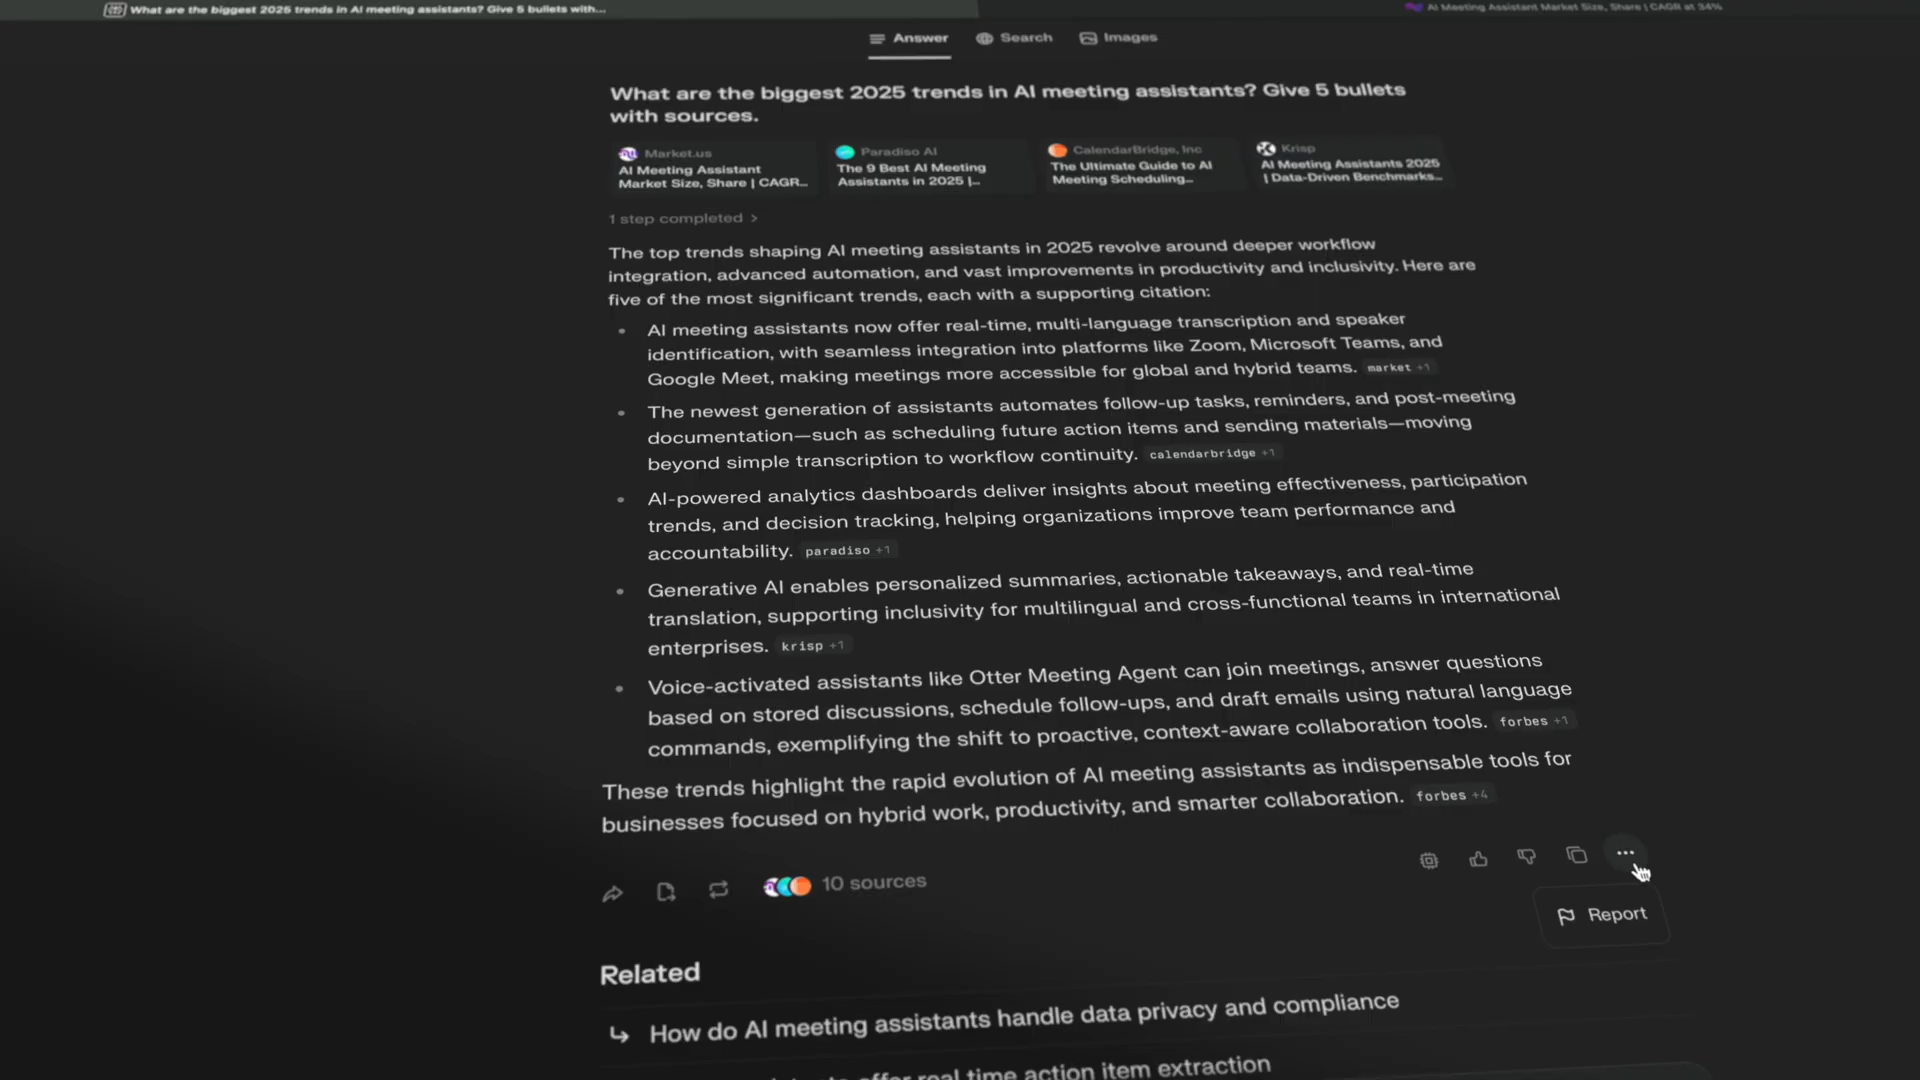 What are the biggest 2025 trends in AI meeting assistants? Give 5 bullets with...
AI Meeting Assistant Market Size, Share | CAGR at 34%
Answer
Search
Images
What are the biggest 2025 trends in AI meeting assistants? Give 5 bullets
with sources.
Market.us
AI Meeting Assistant
Market Size, Share | CAGR...
Paradiso AI
The 9 Best AI Meeting
Assistants in 2025 |...
CalendarBridge, Inc
The Ultimate Guide to AI
Meeting Scheduling...
Krisp
AI Meeting Assistants 2025
| Data-Driven Benchmarks...
1 step completed >
The top trends shaping AI meeting assistants in 2025 revolve around deeper workflow
integration, advanced automation, and vast improvements in productivity and inclusivity. Here are
five of the most significant trends, each with a supporting citation:
• AI meeting assistants now offer real-time, multi-language transcription and speaker
identification, with seamless integration into platforms like Zoom, Microsoft Teams, and
Google Meet, making meetings more accessible for global and hybrid teams. market +1
• The newest generation of assistants automates follow-up tasks, reminders, and post-meeting
documentation—such as scheduling future action items and sending materials—moving
beyond simple transcription to workflow continuity. calendarbridge +1
• AI-powered analytics dashboards deliver insights about meeting effectiveness, participation
trends, and decision tracking, helping organizations improve team performance and
accountability. paradiso +1
• Generative AI enables personalized summaries, actionable takeaways, and real-time
translation, supporting inclusivity for multilingual and cross-functional teams in international
enterprises. krisp +1
• Voice-activated assistants like Otter Meeting Agent can join meetings, answer questions
based on stored discussions, schedule follow-ups, and draft emails using natural language
commands, exemplifying the shift to proactive, context-aware collaboration tools. forbes +1
These trends highlight the rapid evolution of AI meeting assistants as indispensable tools for
businesses focused on hybrid work, productivity, and smarter collaboration. forbes +4
10 sources
Report
Related
How do AI meeting assistants handle data privacy and compliance
offer real time action item extraction